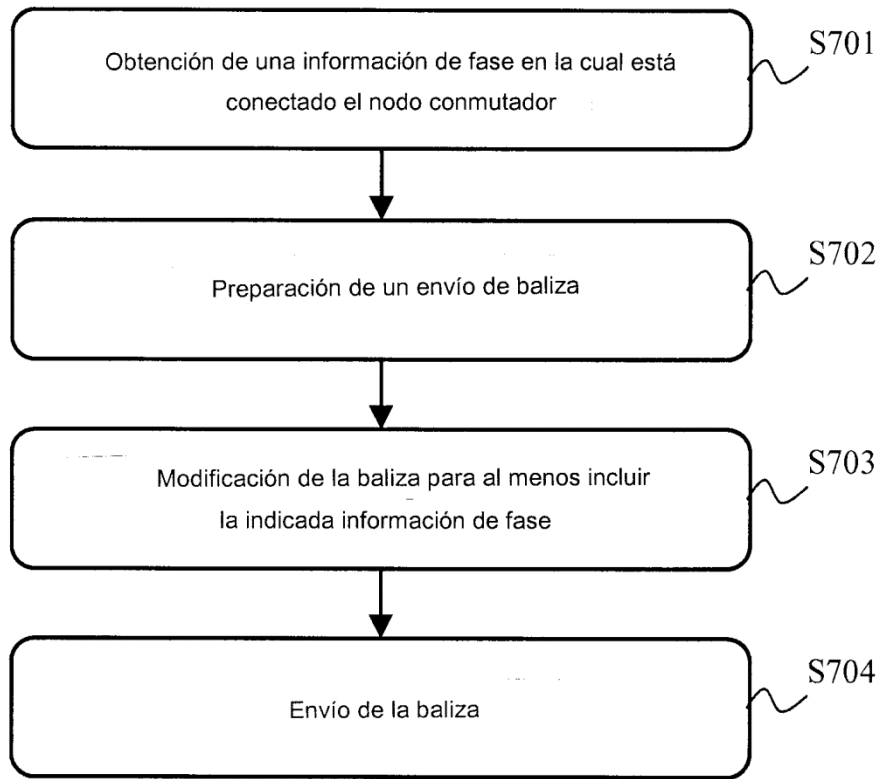 Obtención de una información de fase en la cual está
conectado el nodo conmutador
S701
Preparación de un envío de baliza
S702
Modificación de la baliza para al menos incluir
la indicada información de fase
S703
Envío de la baliza
S704